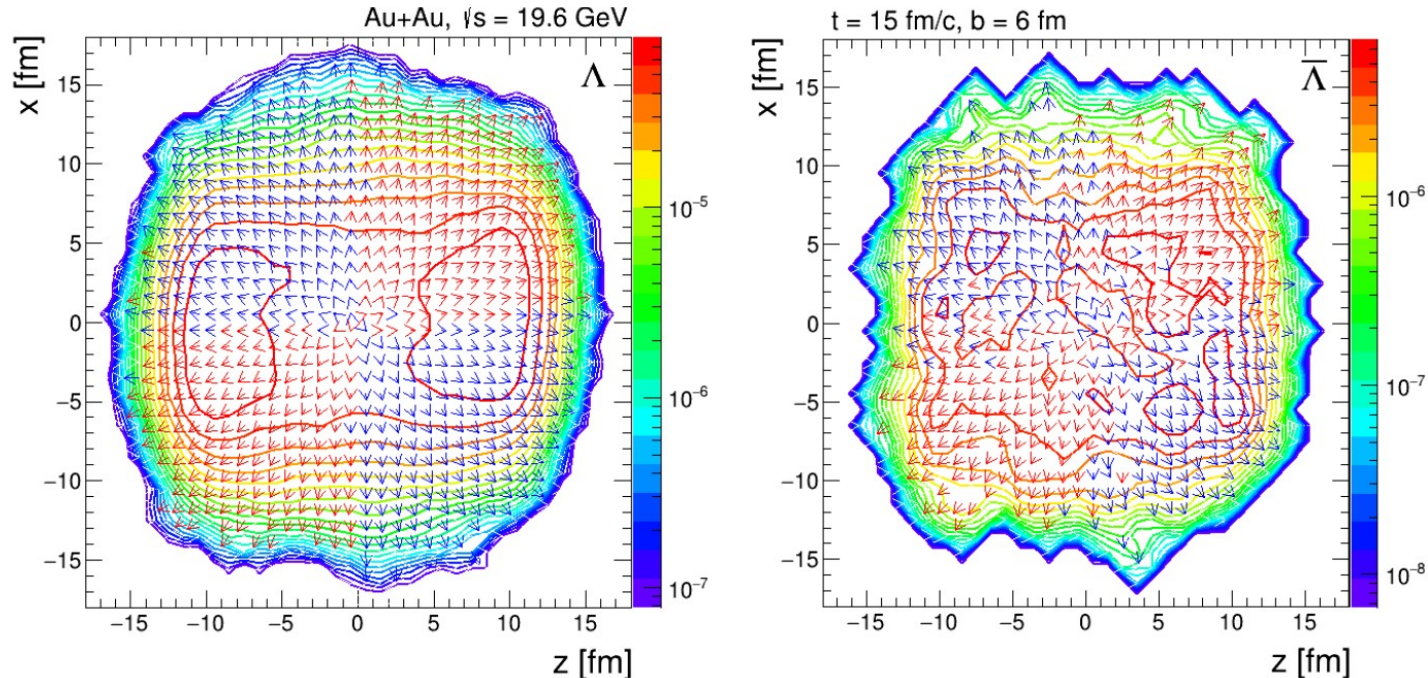 Au+Au, √s = 19.6 GeV
t = 15 fm/c, b = 6 fm
x [fm]
15
10
5
0
−5
−10
−15
−15 −10 −5 0 5 10 15
z [fm]
Λ
10⁻⁵
10⁻⁶
10⁻⁷
x [fm]
15
10
5
0
−5
−10
−15
−15 −10 −5 0 5 10 15
z [fm]
Λ̅
10⁻⁶
10⁻⁷
10⁻⁸